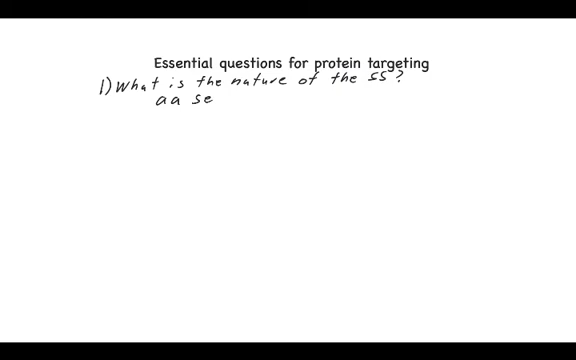 Essential questions for protein targeting
1) What is the nature of the SS?
aa se